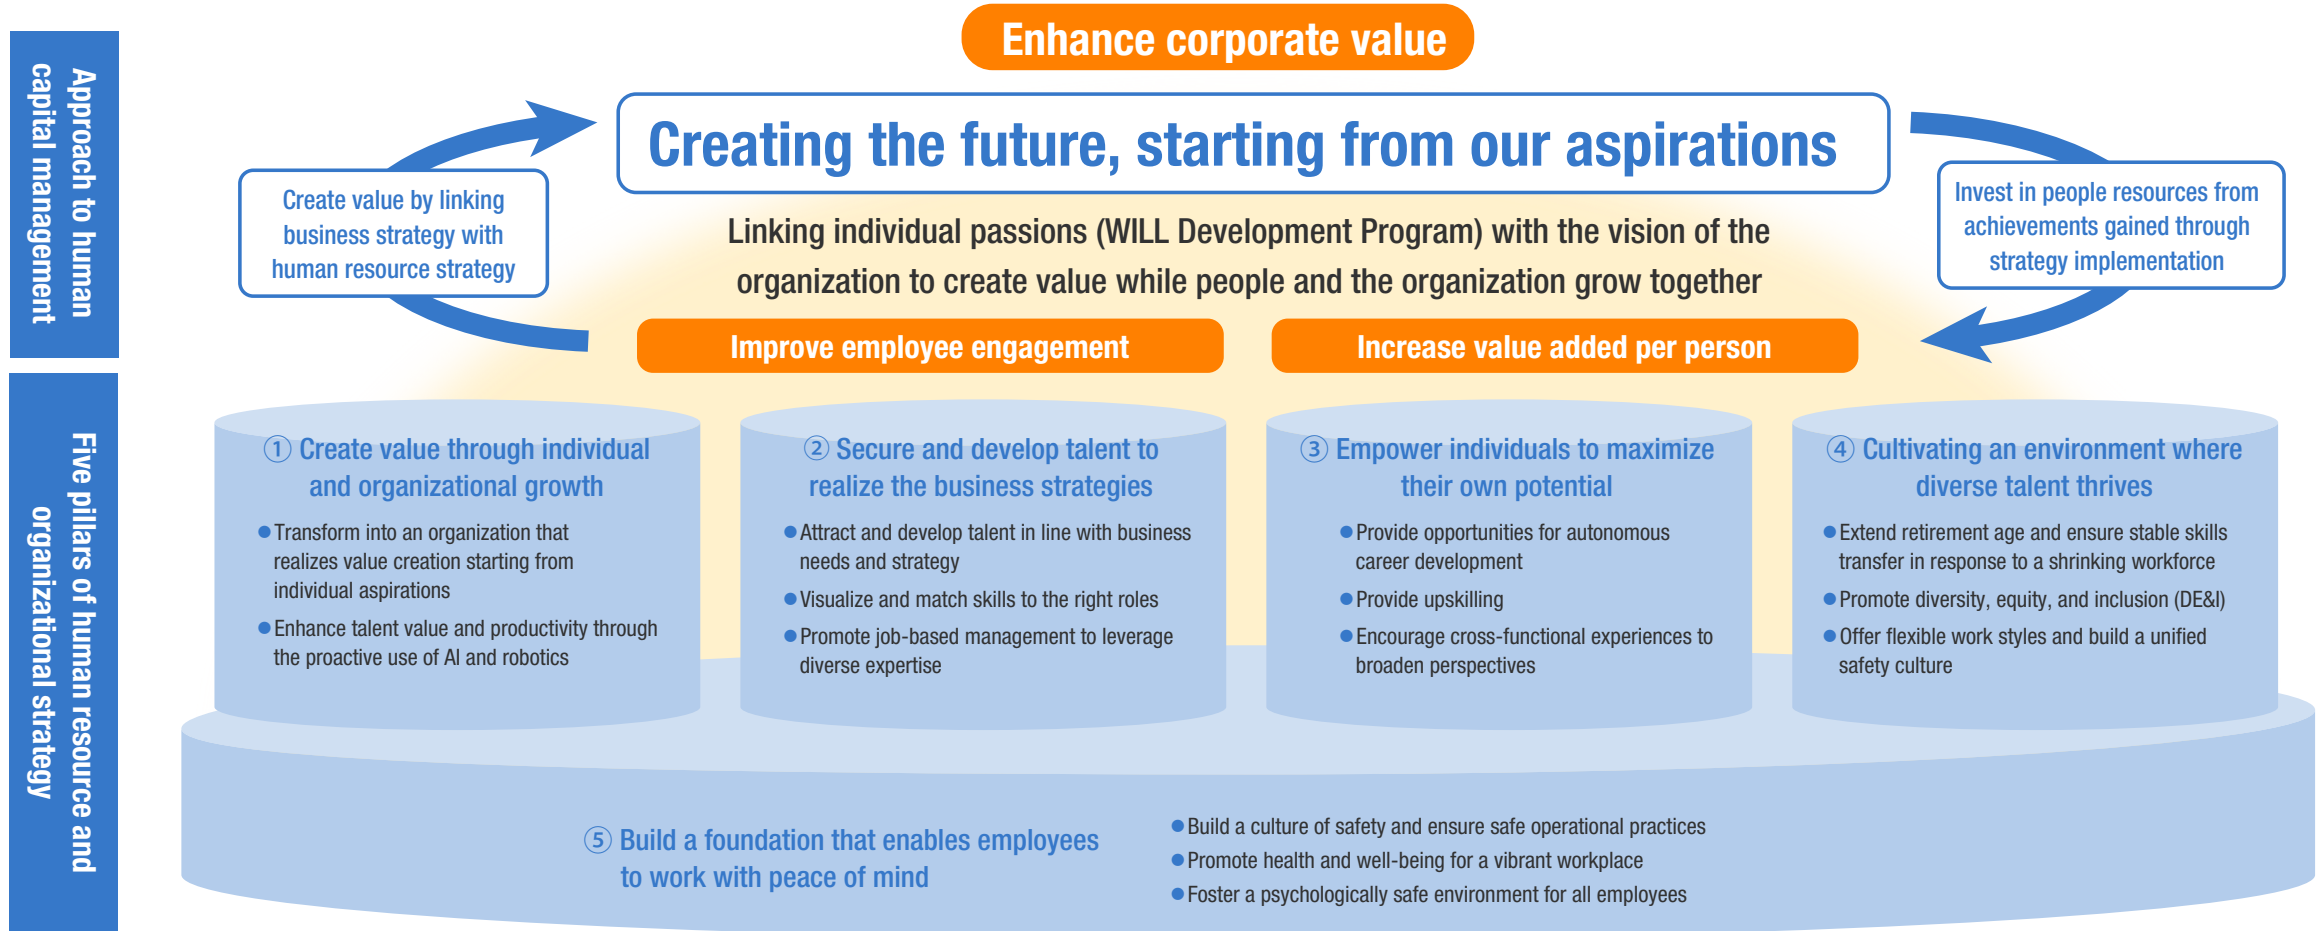 Enhance corporate value
Approach to human
capital management
Creating the future, starting from our aspirations
Create value by linking
business strategy with
human resource strategy
Invest in people resources from
achievements gained through
strategy implementation
Linking individual passions (WILL Development Program) with the vision of the
organization to create value while people and the organization grow together
Improve employee engagement
Increase value added per person
Five pillars of human resource and
organizational strategy
① Create value through individual
and organizational growth
● Transform into an organization that
realizes value creation starting from
individual aspirations
● Enhance talent value and productivity through
the proactive use of AI and robotics
② Secure and develop talent to
realize the business strategies
● Attract and develop talent in line with business
needs and strategy
● Visualize and match skills to the right roles
● Promote job-based management to leverage
diverse expertise
③ Empower individuals to maximize
their own potential
● Provide opportunities for autonomous
career development
● Provide upskilling
● Encourage cross-functional experiences to
broaden perspectives
④ Cultivating an environment where
diverse talent thrives
● Extend retirement age and ensure stable skills
transfer in response to a shrinking workforce
● Promote diversity, equity, and inclusion (DE&I)
● Offer flexible work styles and build a unified
safety culture
⑤ Build a foundation that enables employees
to work with peace of mind
● Build a culture of safety and ensure safe operational practices
● Promote health and well-being for a vibrant workplace
● Foster a psychologically safe environment for all employees